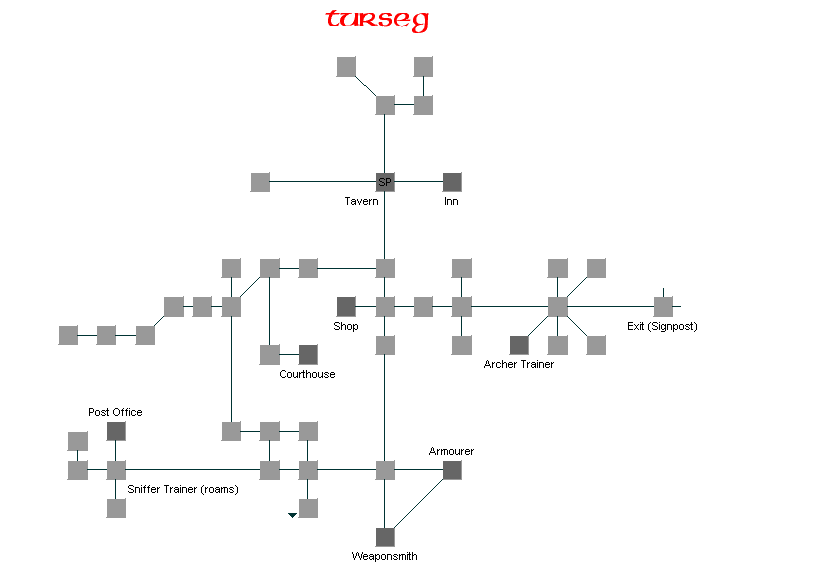 turseg
SP
Tavern
Inn
Shop
Exit (Signpost)
Archer Trainer
Courthouse
Post Office
Armourer
Sniffer Trainer (roams)
Weaponsmith